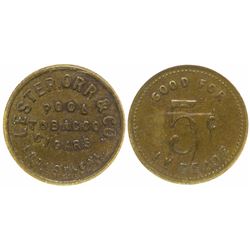 LESTER, ORR & CO.
POOL
TOBACCO
CIGARS
GOOD FOR
5¢
IN TRADE